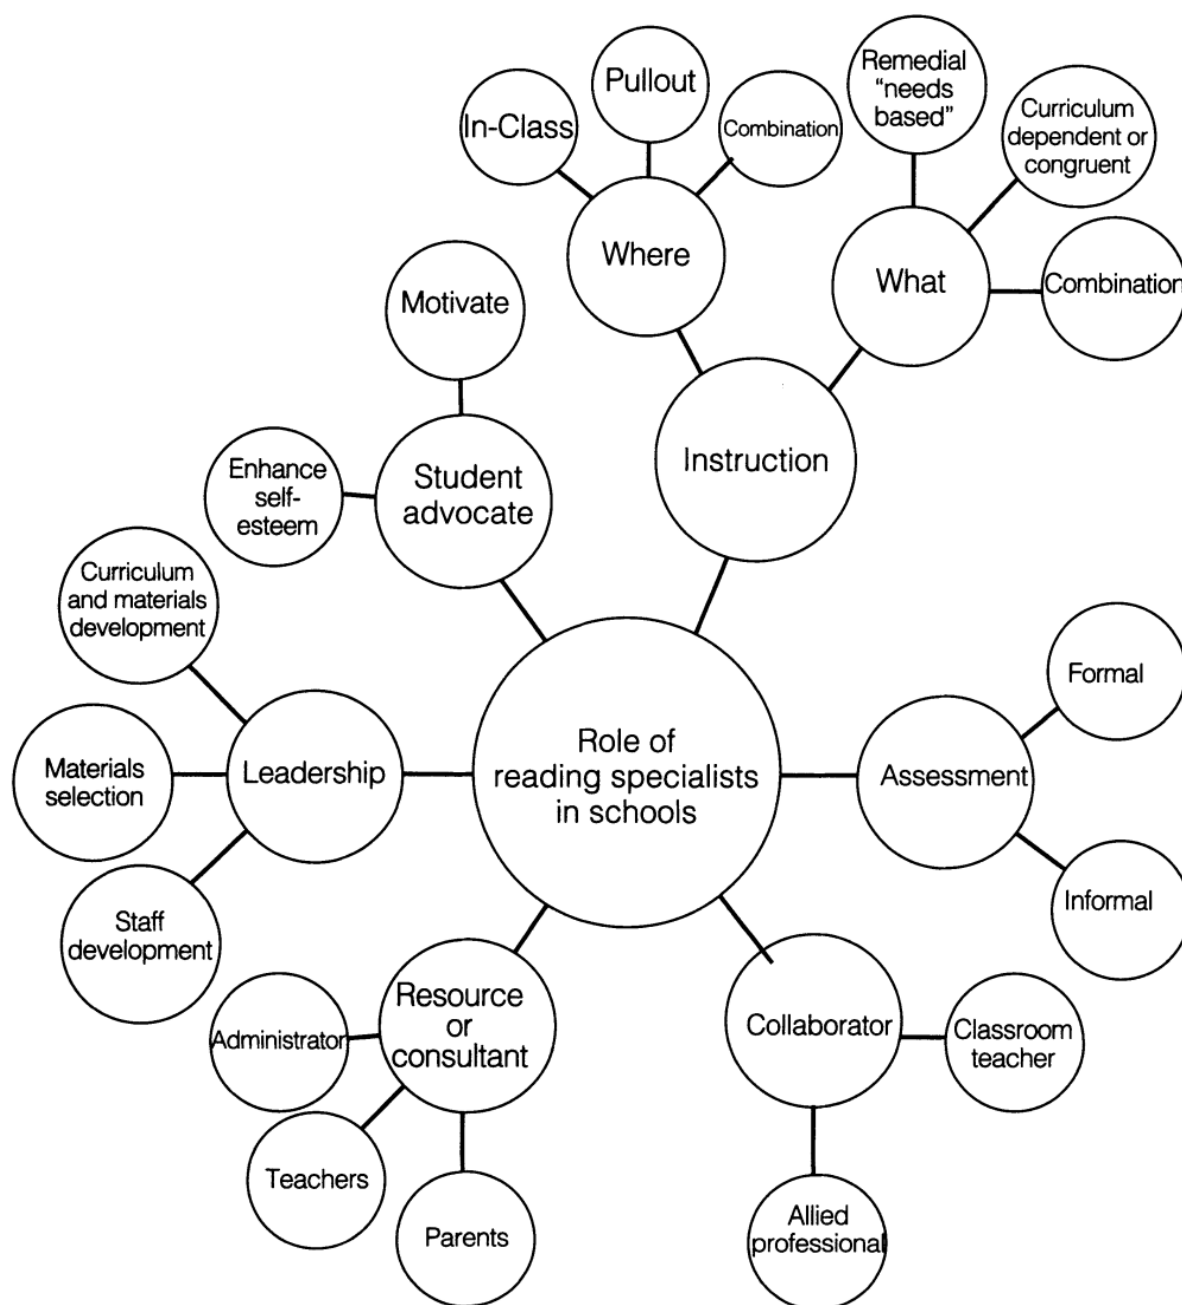 Remedial
"needs
based"
Pullout
Curriculum
dependent or
congruent
In-Class
Combination
Where
What
Combination
Motivate
Instruction
Student
advocate
Enhance
self-
esteem
Curriculum
and materials
development
Formal
Role of
reading specialists
in schools
Leadership
Materials
selection
Assessment
Informal
Staff
development
Resource
or
consultant
Administrator
Collaborator
Classroom
teacher
Teachers
Parents
Allied
professional